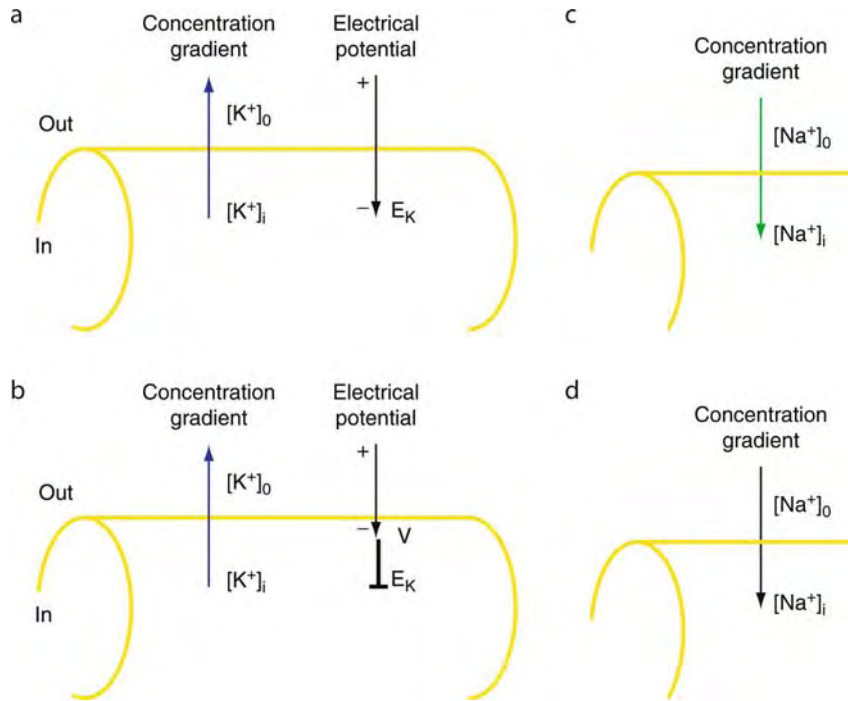 a
Concentration
gradient
Electrical
potential
+
[K+]0
Out
− EK
[K+]i
In
c
Concentration
gradient
[Na+]0
[Na+]i
b
Concentration
gradient
Electrical
potential
+
[K+]0
Out
− V
[K+]i
EK
In
d
Concentration
gradient
[Na+]0
[Na+]i